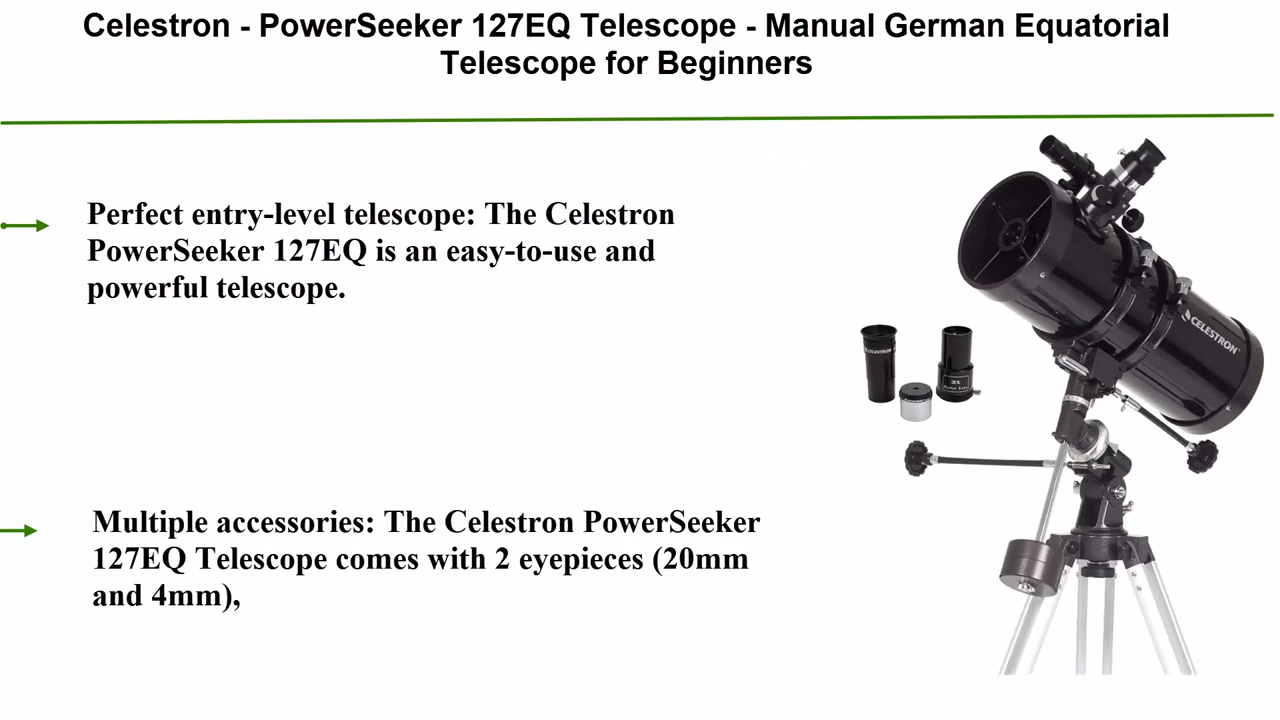 Celestron - PowerSeeker 127EQ Telescope - Manual German Equatorial
Telescope for Beginners
Perfect entry-level telescope: The Celestron
PowerSeeker 127EQ is an easy-to-use and
powerful telescope.
CELESTRON
CELESTRON
3X
Barlow Lens
Multiple accessories: The Celestron PowerSeeker
127EQ Telescope comes with 2 eyepieces (20mm
and 4mm),